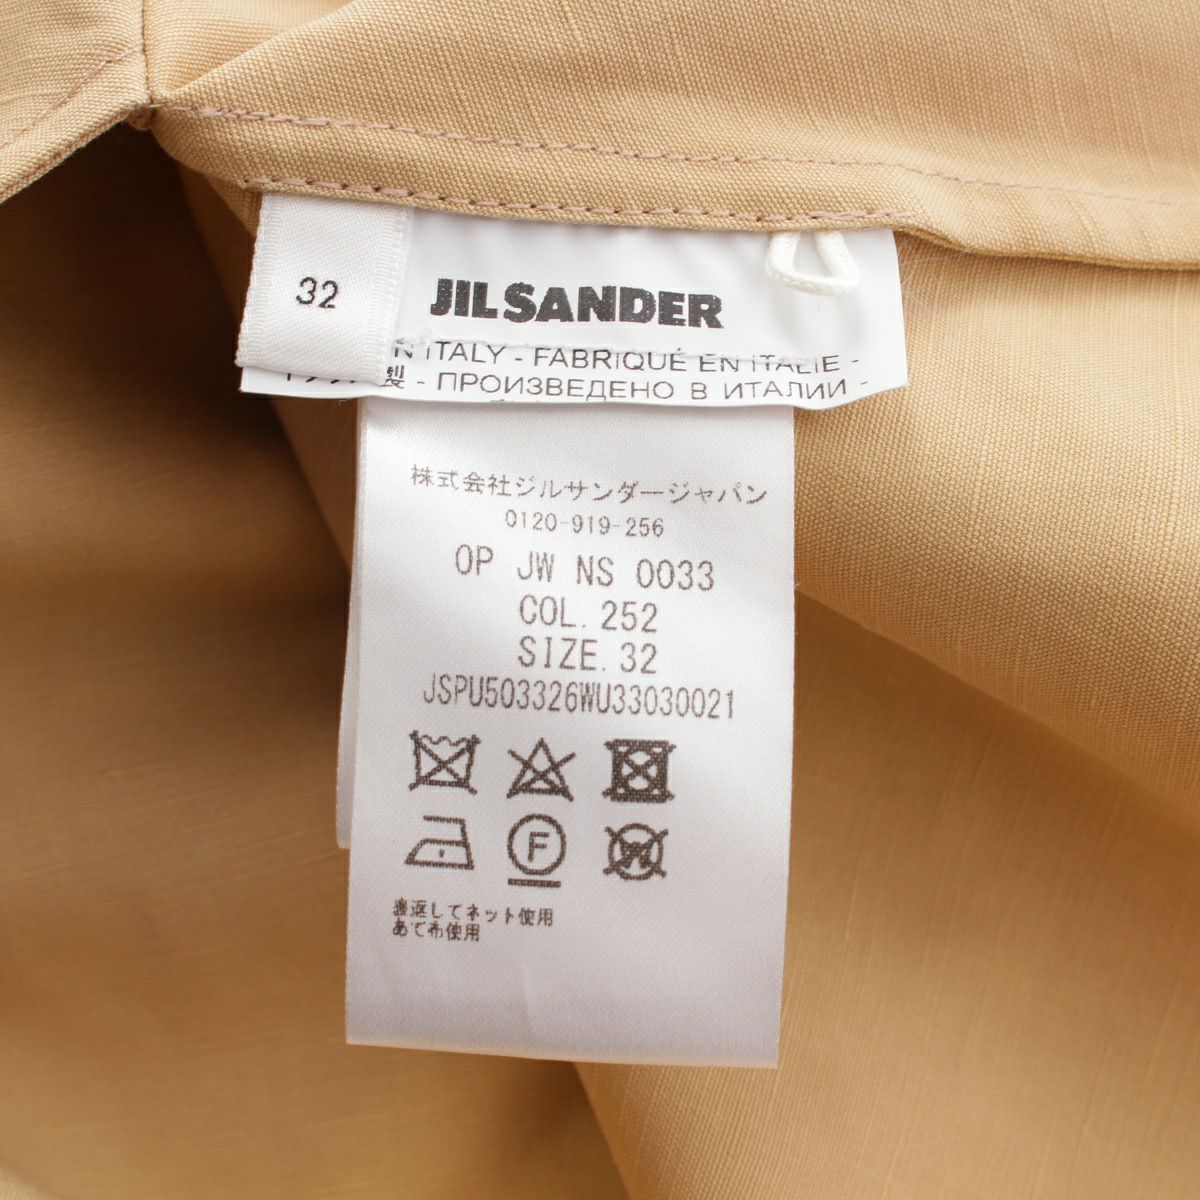 32
JIL SANDER
N ITALY - FABRIQUÉ EN ITALIE -
製 - ПРОИЗВЕДЕНО В ИТАЛИИ -
株式会社ジルサンダージャパン
0120-919-256
OP JW NS 0033
COL. 252
SIZE. 32
JSPU503326WU33030021
F
W
裏返してネット使用
あて布使用